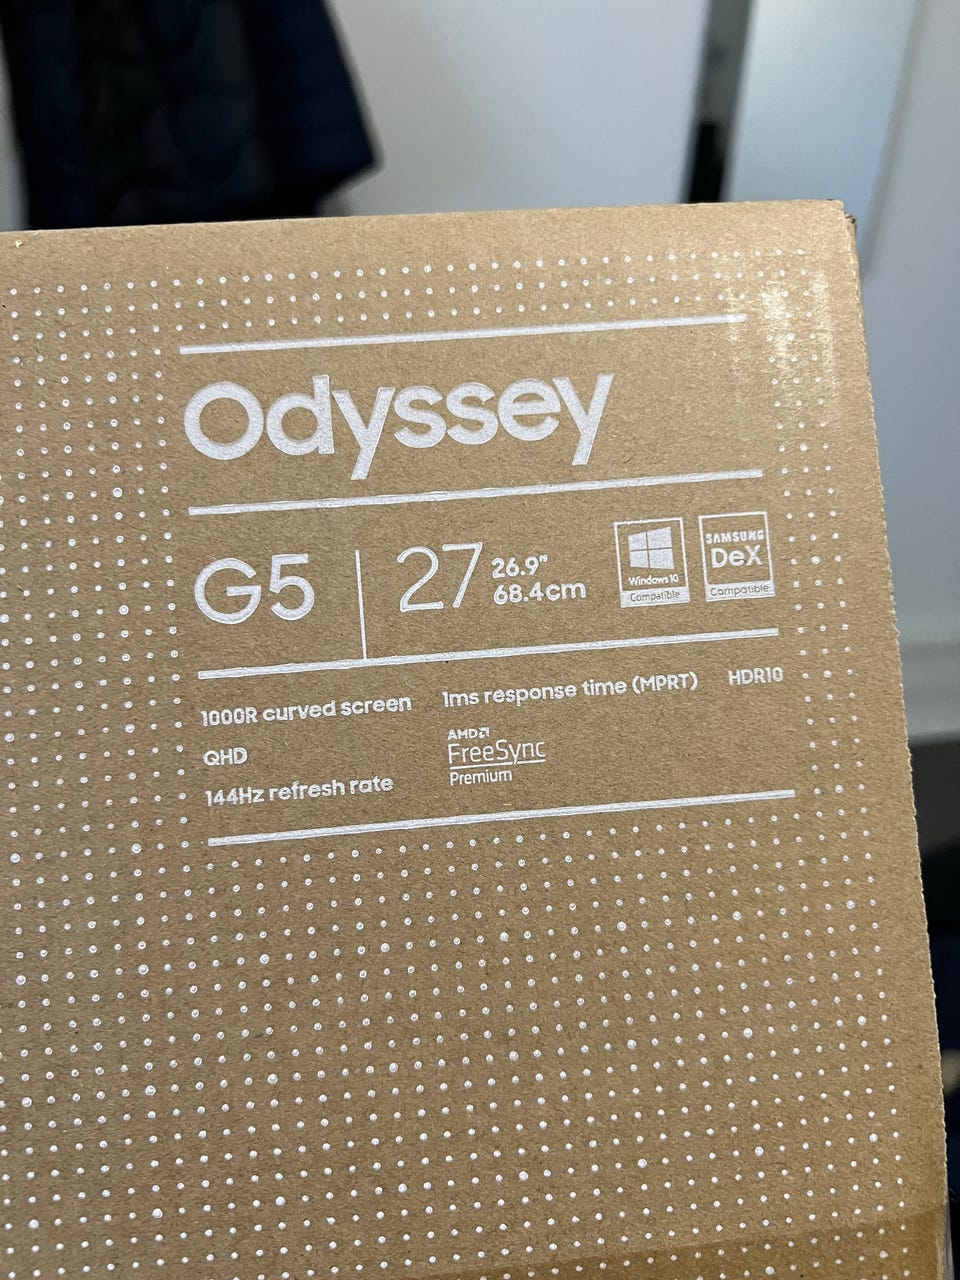 Odyssey
G5 27 26.9"
68.4cm
Windows 10
Compatible
SAMSUNG
DeX
Compatible
1000R curved screen 1ms response time (MPRT) HDR10
QHD
AMD
FreeSync
Premium
144Hz refresh rate